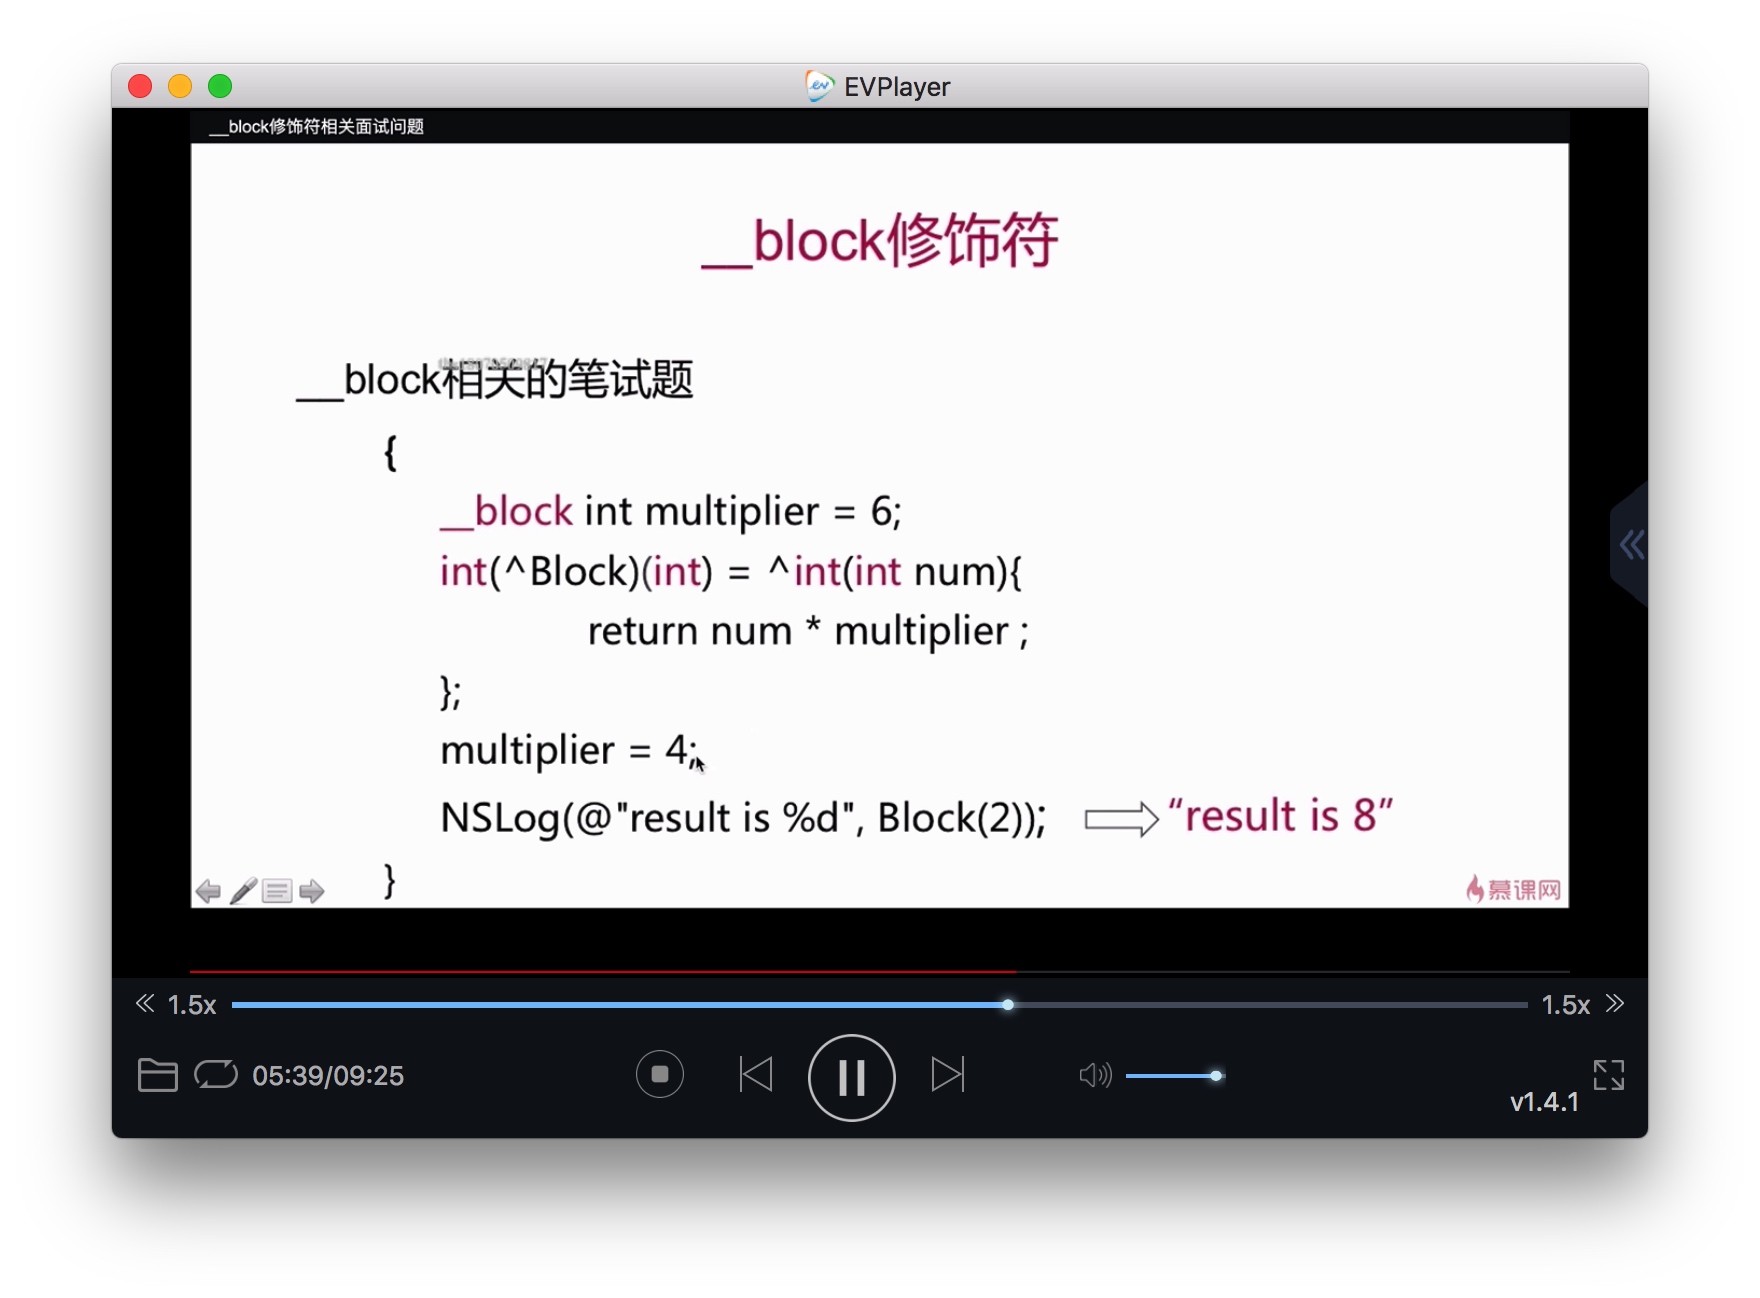 EVPlayer
__block修饰符相关面试问题
__block修饰符
__block相关的笔试题
{
__block int multiplier = 6;
int(^Block)(int) = ^int(int num){
return num * multiplier ;
};
multiplier = 4;
NSLog(@"result is %d", Block(2)); “result is 8”
}
慕课网
1.5x
1.5x
05:39/09:25
v1.4.1